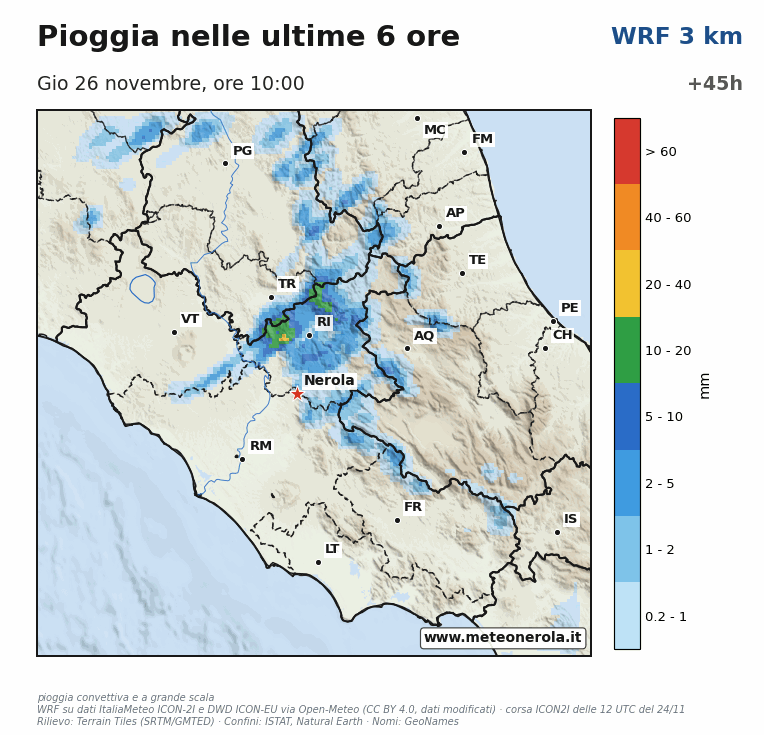 Pioggia nelle ultime 6 ore
WRF 3 km
Gio 26 novembre, ore 10:00
+45h
MC
FM
PG
AP
TE
TR
PE
VT
RI
CH
AQ
Nerola
RM
FR
IS
LT
www.meteonerola.it
> 60
40 - 60
20 - 40
10 - 20
5 - 10
2 - 5
1 - 2
0.2 - 1
mm
pioggia convettiva e a grande scala
WRF su dati ItaliaMeteo ICON-2I e DWD ICON-EU via Open-Meteo (CC BY 4.0, dati modificati) · corsa ICON2I delle 12 UTC del 24/11
Rilievo: Terrain Tiles (SRTM/GMTED) · Confini: ISTAT, Natural Earth · Nomi: GeoNames